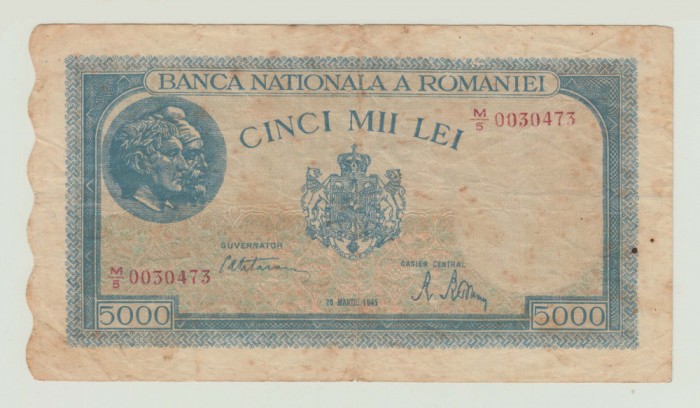 BANCA NATIONALA A ROMANIEI
M/5 0030473
CINCI MII LEI
GUVERNATOR
CASIER CENTRAL
M/5 0030473
20 MARTIE 1945
5000
5000